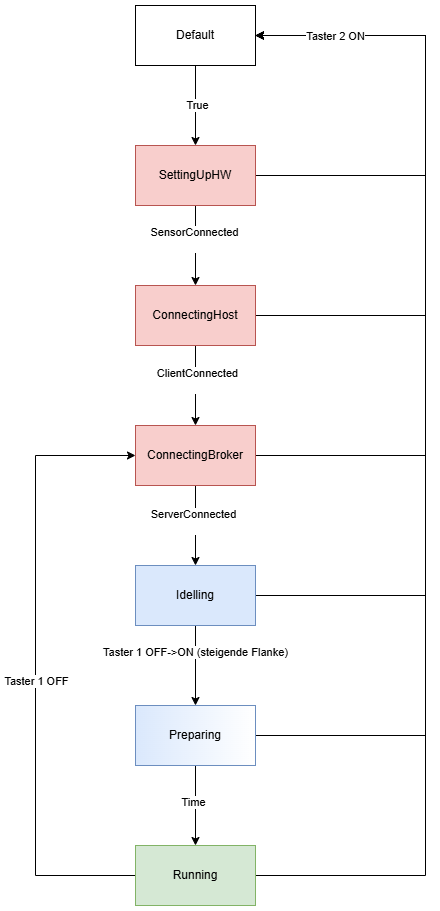 Default
Taster 2 ON
True
SettingUpHW
SensorConnected
ConnectingHost
ClientConnected
ConnectingBroker
ServerConnected
Idelling
Taster 1 OFF->ON (steigende Flanke)
Taster 1 OFF
Preparing
Time
Running